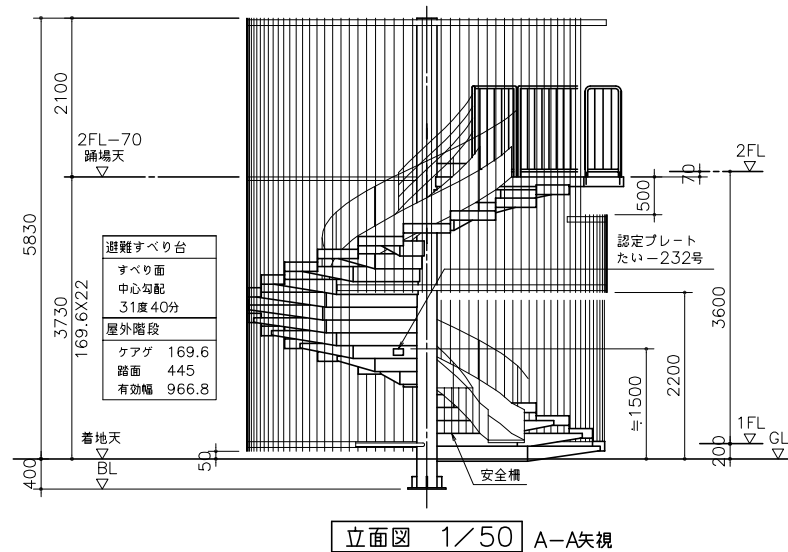 2100
2FL-70
踊場天
5830
3730
169.6X22
避難すべり台
すべり面
中心勾配
31度40分
屋外階段
ケアゲ 169.6
踏面 445
有効幅 966.8
着地天
BL
400
50
2FL
70
500
認定プレート
たい-232号
3600
2200
≒1500
1FL
GL
200
安全柵
立面図 1/50
A-A矢視